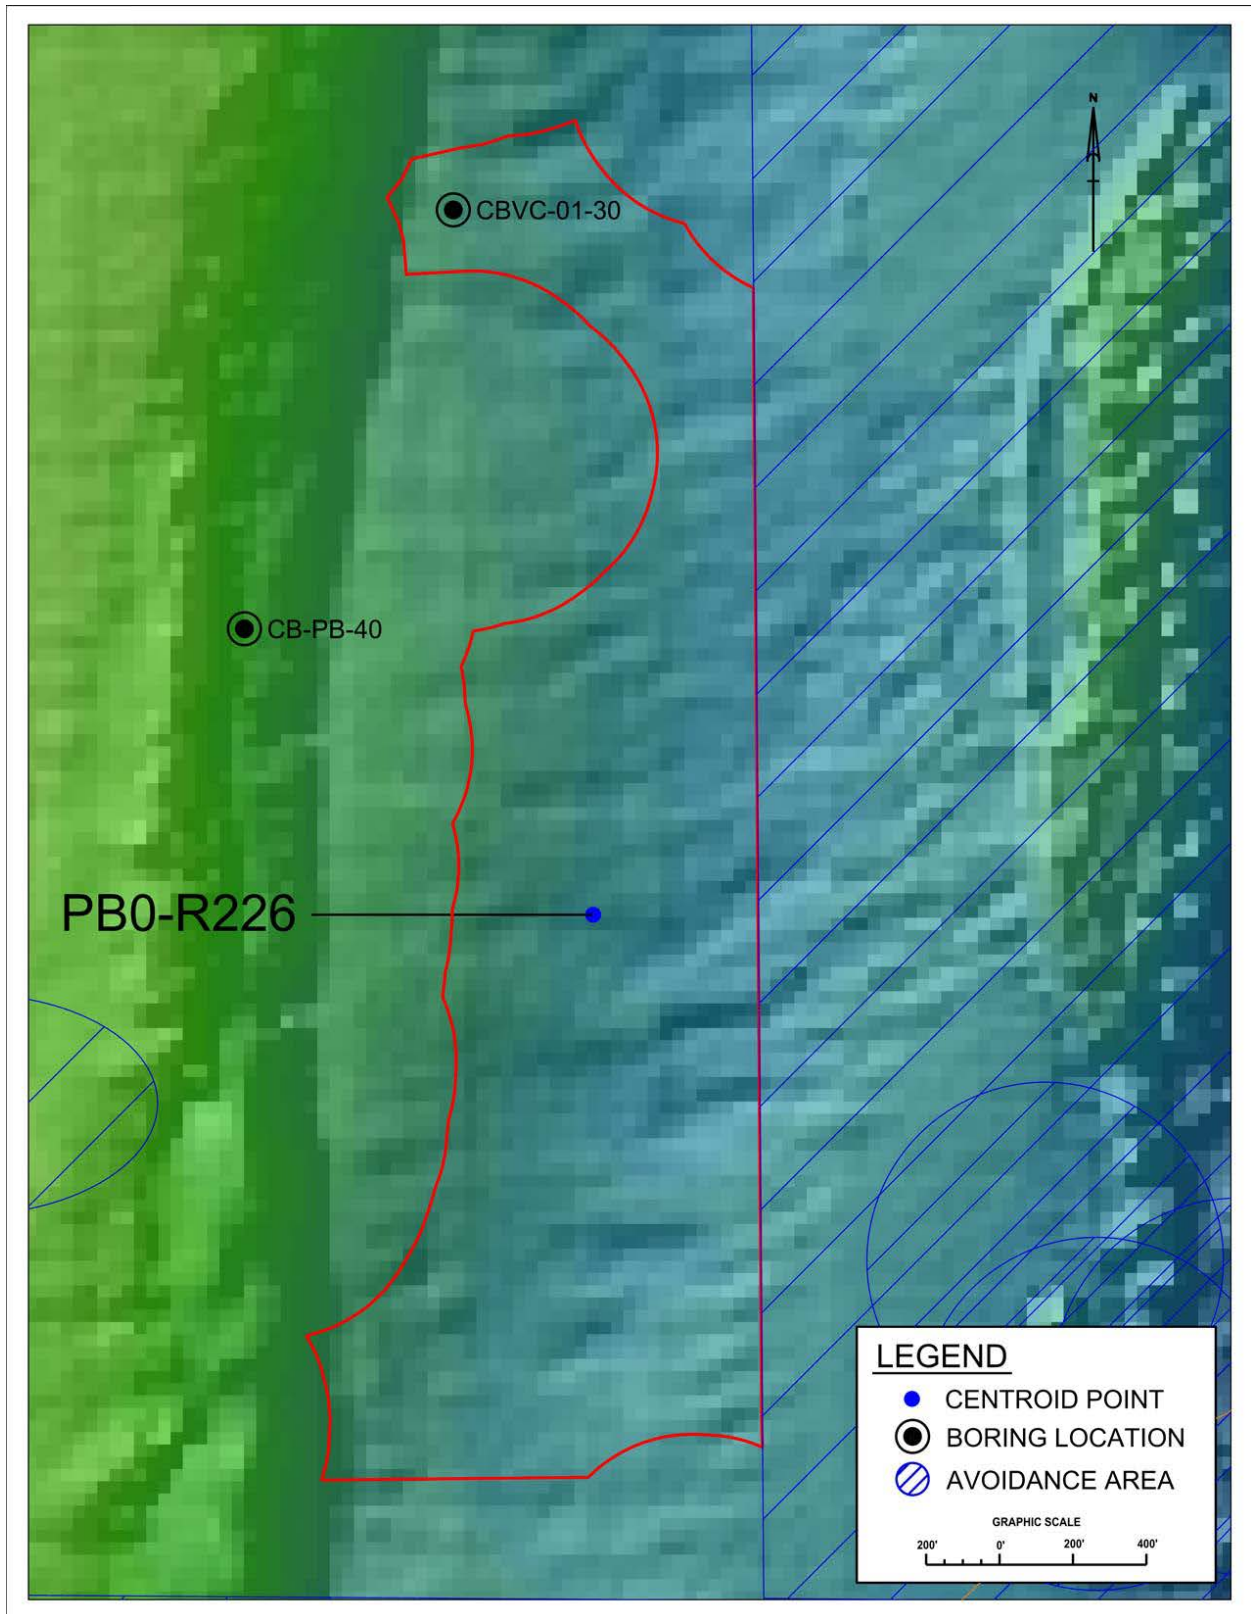 N
CBVC-01-30
CB-PB-40
PB0-R226
LEGEND
CENTROID POINT
BORING LOCATION
AVOIDANCE AREA
GRAPHIC SCALE
200' 0' 200' 400'